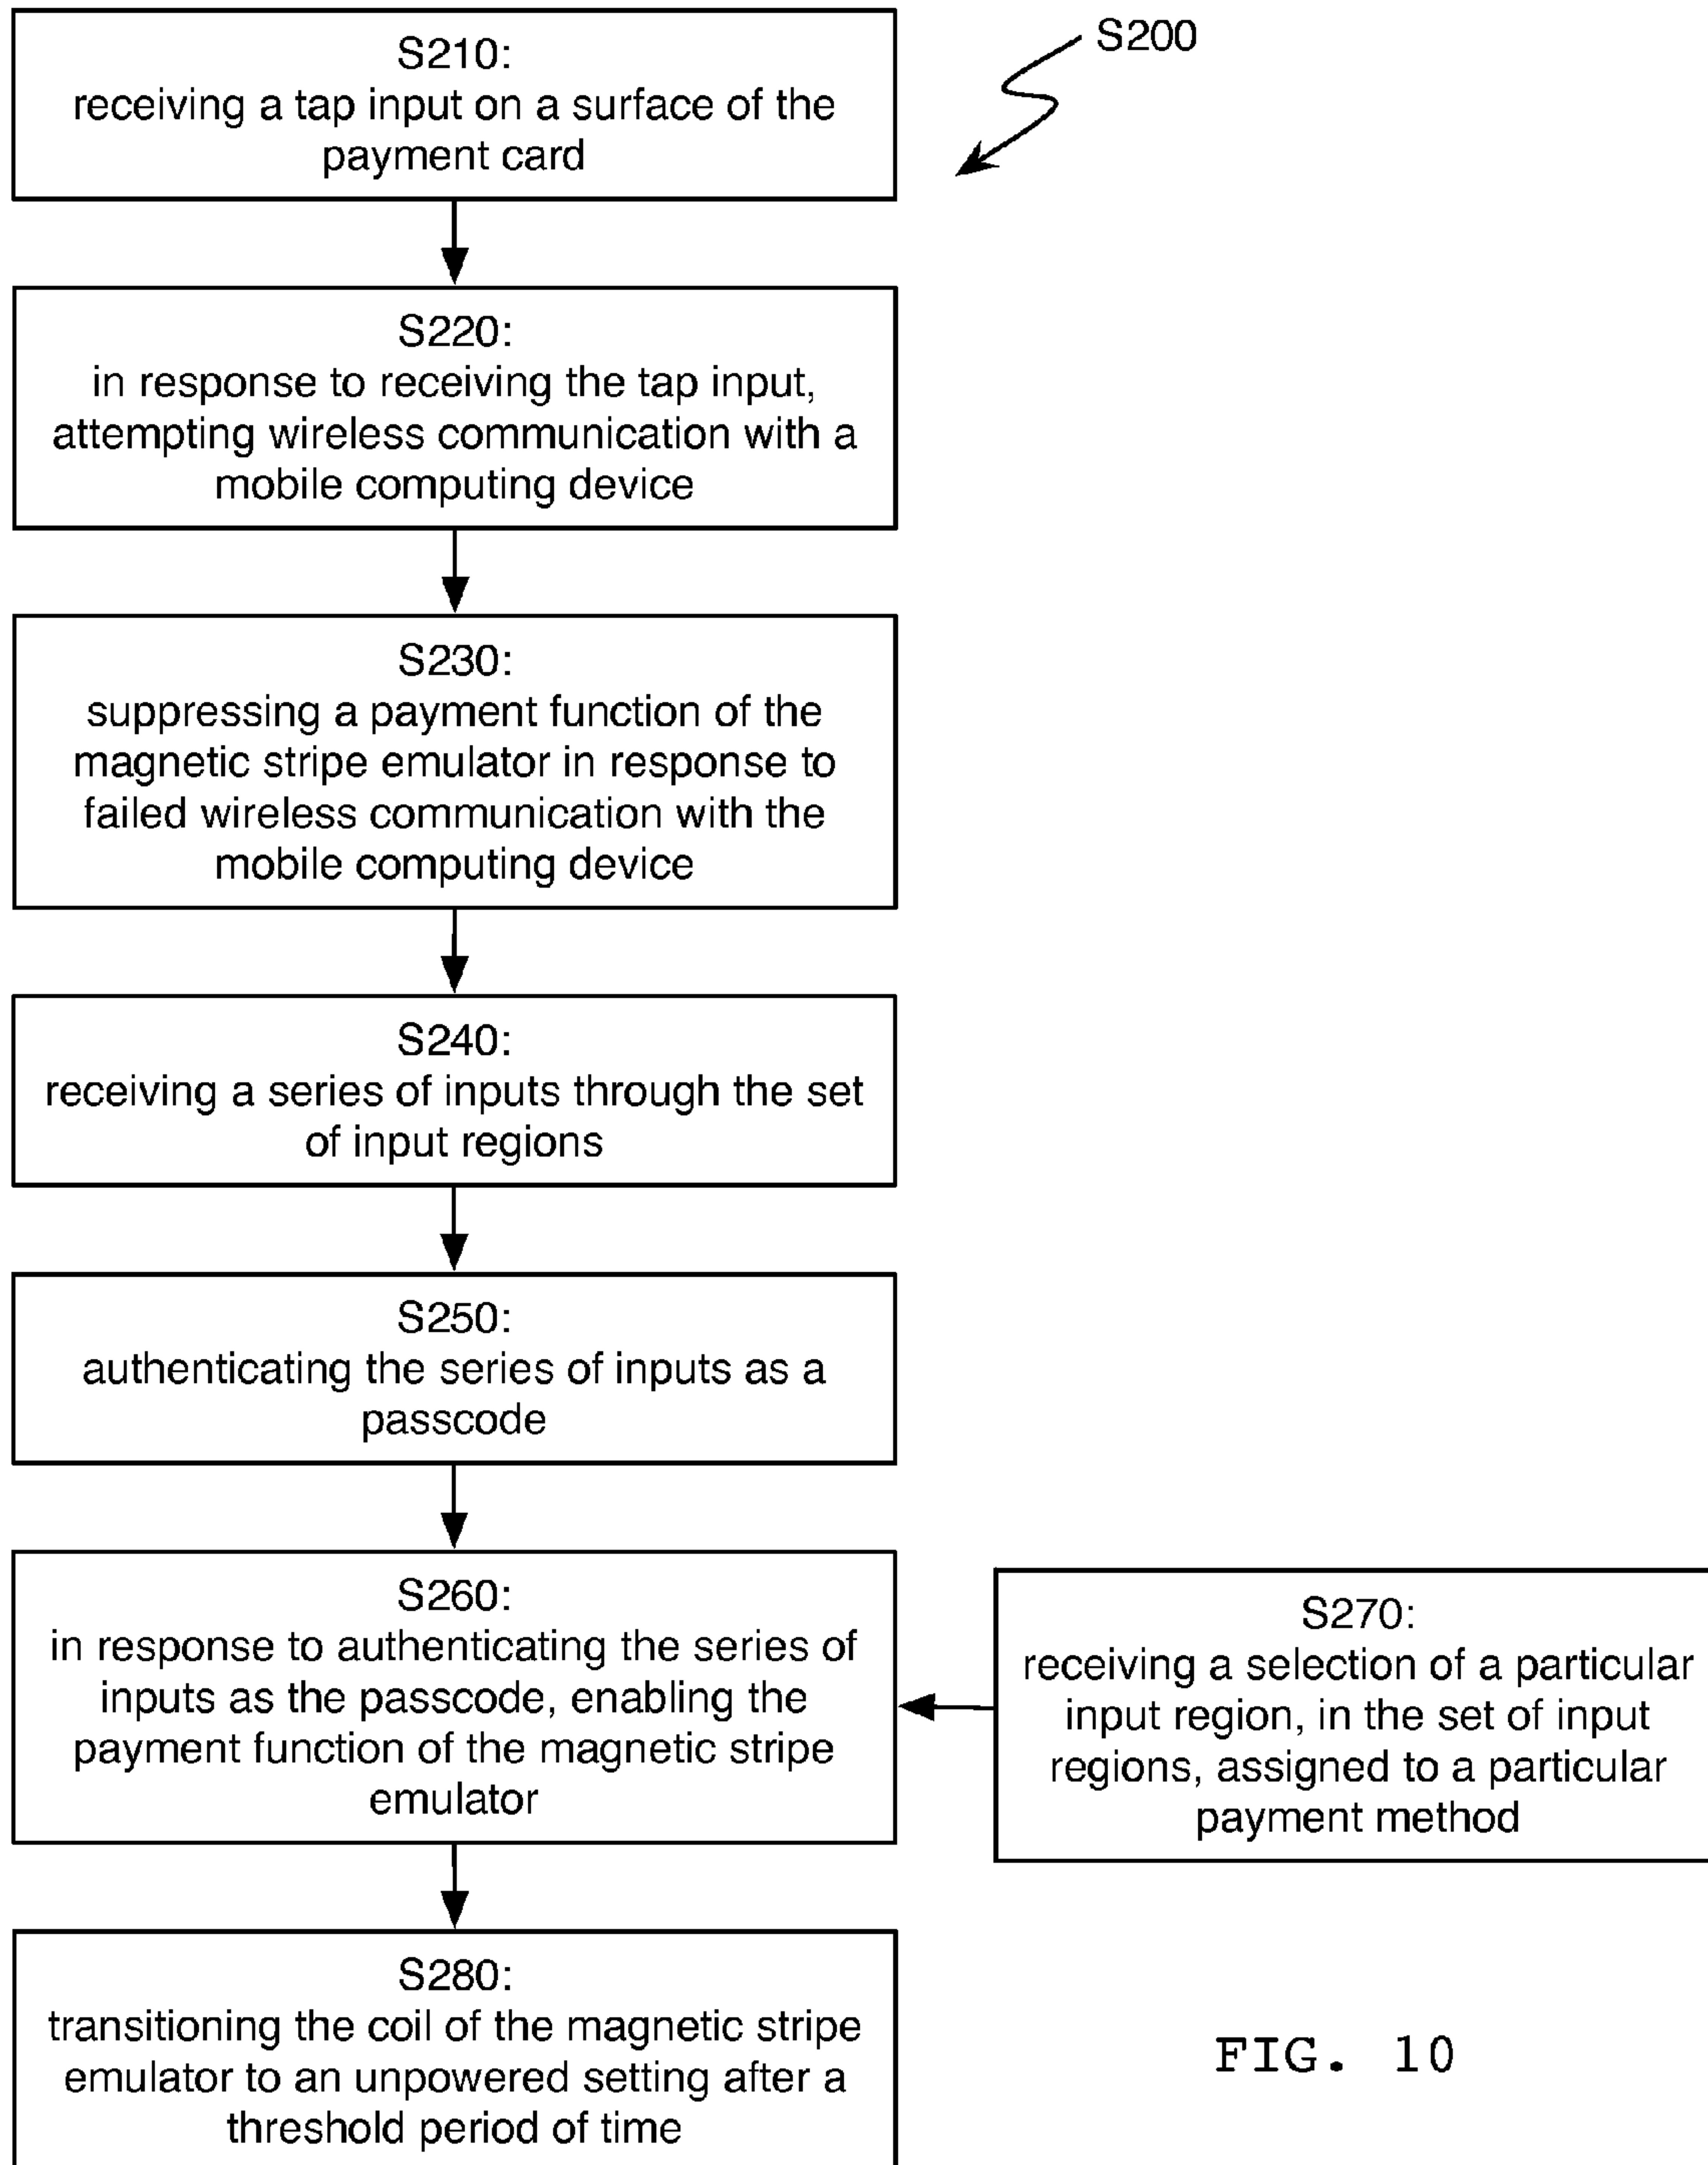 S210:
receiving a tap input on a surface of the
payment card
S200
S220:
in response to receiving the tap input,
attempting wireless communication with a
mobile computing device
S230:
suppressing a payment function of the
magnetic stripe emulator in response to
failed wireless communication with the
mobile computing device
S240:
receiving a series of inputs through the set
of input regions
S250:
authenticating the series of inputs as a
passcode
S260:
in response to authenticating the series of
inputs as the passcode, enabling the
payment function of the magnetic stripe
emulator
S270:
receiving a selection of a particular
input region, in the set of input
regions, assigned to a particular
payment method
S280:
transitioning the coil of the magnetic stripe
emulator to an unpowered setting after a
threshold period of time
FIG. 10